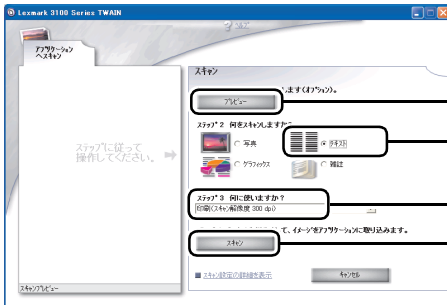 Lexmark 3100 Series TWAIN
アプリケーション
へスキャン
ステップに従って
操作してください。
スキャンプレビュー
スキャン
します(オプション)。
プレビュー
ステップ 2 何をスキャンしますか?
写真
テキスト
グラフィックス
雑誌
ステップ 3 何に使いますか?
印刷(スキャン解像度 300 dpi)
て、イメージをアプリケーションに取り込みます。
スキャン
スキャン設定の詳細を表示
キャンセル